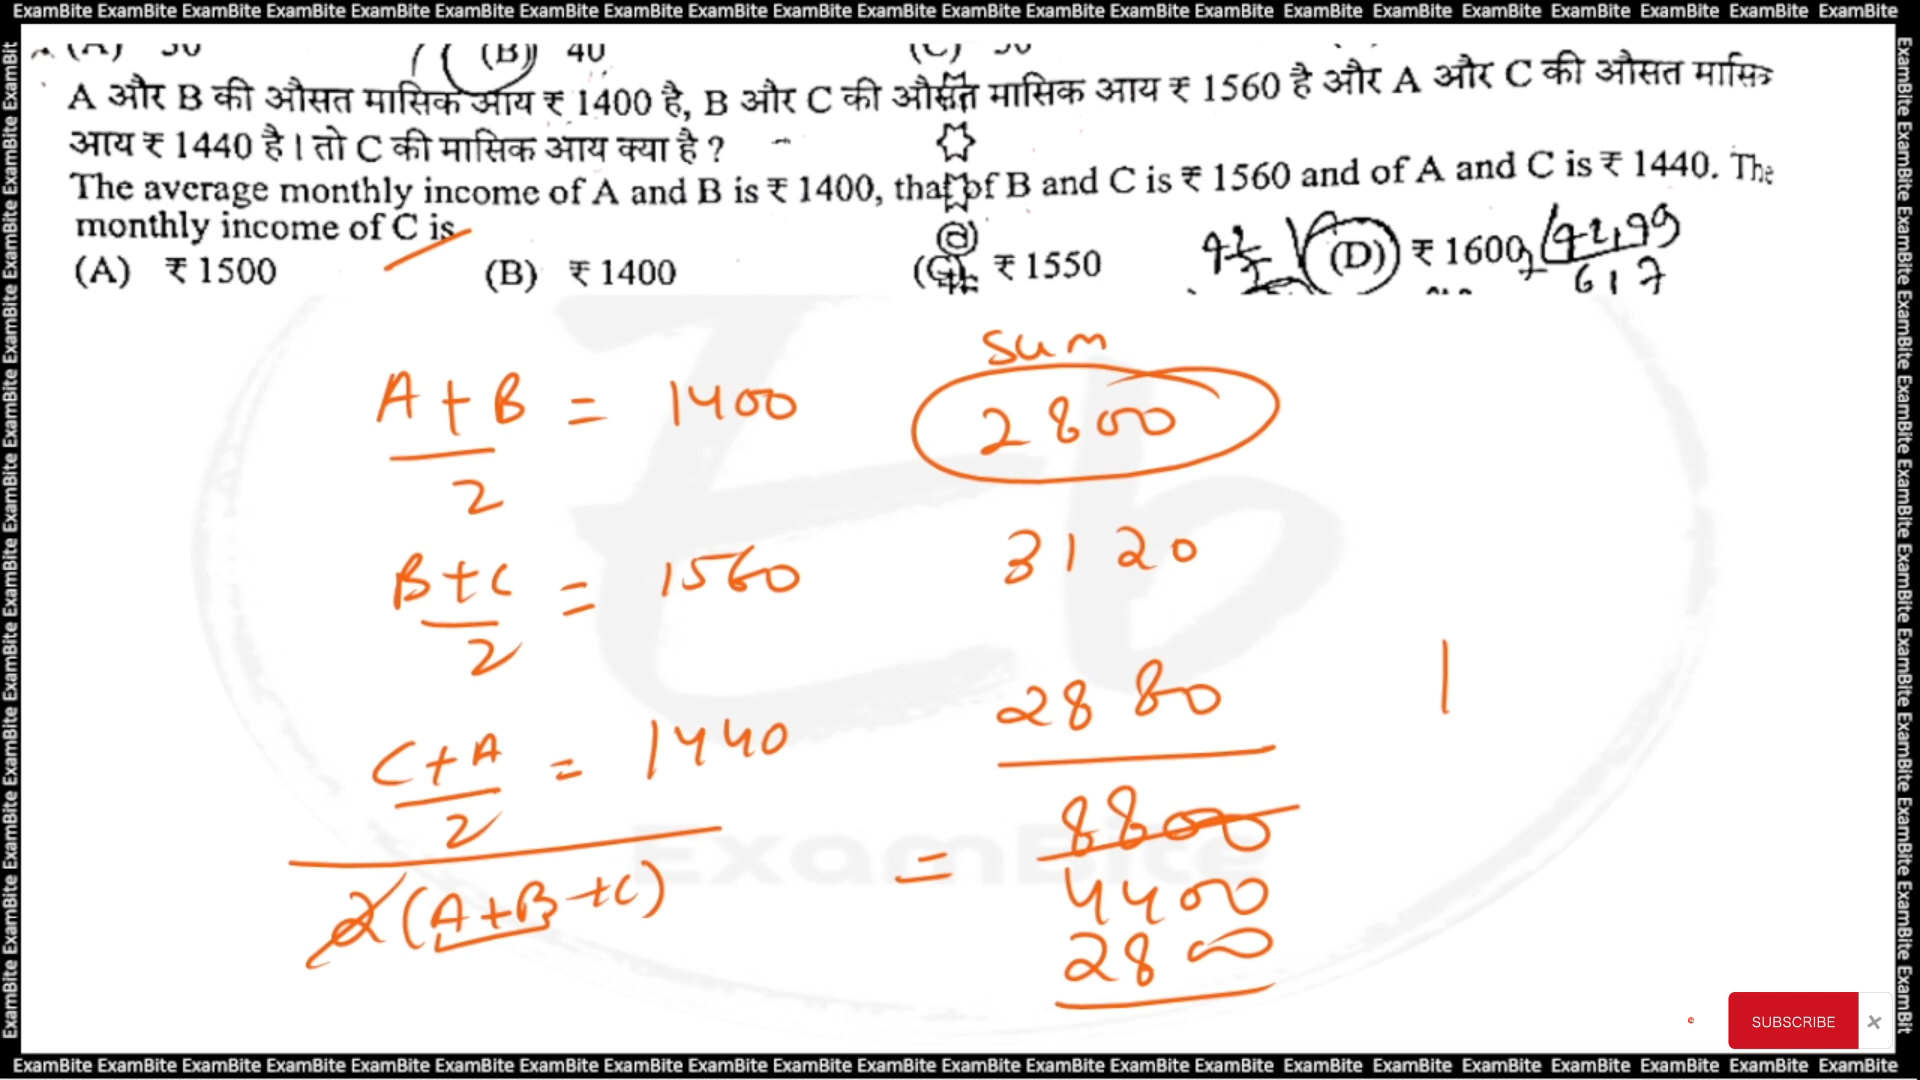 ExamBite ExamBite ExamBite ExamBite ExamBite ExamBite ExamBite ExamBite ExamBite ExamBite ExamBite ExamBite ExamBite ExamBite ExamBite ExamBite ExamBite ExamBite ExamBite ExamBite ExamBite
(B) 40
A और B की औसत मासिक आय ₹ 1400 है, B और C की औसत मासिक आय ₹ 1560 है और A और C की औसत मासिक
आय ₹ 1440 है। तो C की मासिक आय क्या है ?
The average monthly income of A and B is ₹ 1400, that of B and C is ₹ 1560 and of A and C is ₹ 1440. The
monthly income of C is
(A) ₹ 1500 (B) ₹ 1400 (C) ₹ 1550 (D) ₹ 1600
617
Sum
A + B = 1400 2800
2
B + C = 1560 3120
2
C + A = 1440 2880
2
8800
2 (A + B + C) = 4400
2800
ExamBite
SUBSCRIBE
ExamBite ExamBite ExamBite ExamBite ExamBite ExamBite ExamBite ExamBite ExamBite ExamBite ExamBite ExamBite ExamBite ExamBite ExamBite ExamBite ExamBite ExamBite ExamBite ExamBite ExamBite